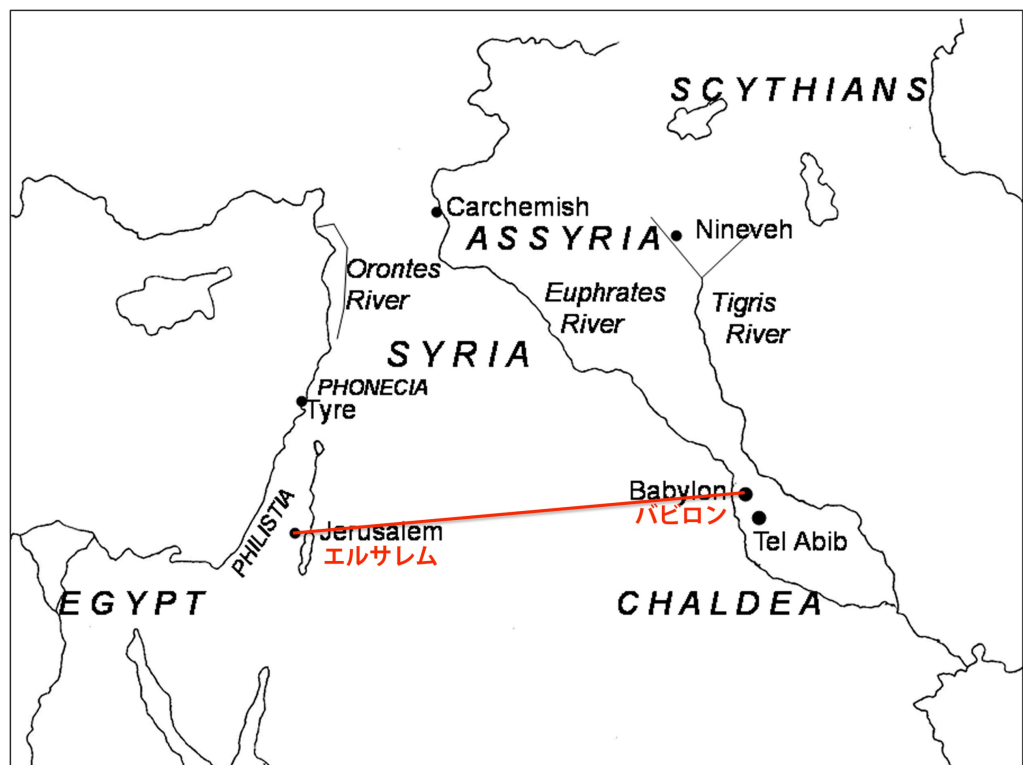 SCYTHIANS
Carchemish
ASSYRIA
Nineveh
Orontes
River
Euphrates
River
Tigris
River
SYRIA
PHONECIA
Tyre
Babylon
バビロン
PHILISTIA
Jerusalem
エルサレム
Tel Abib
EGYPT
CHALDEA